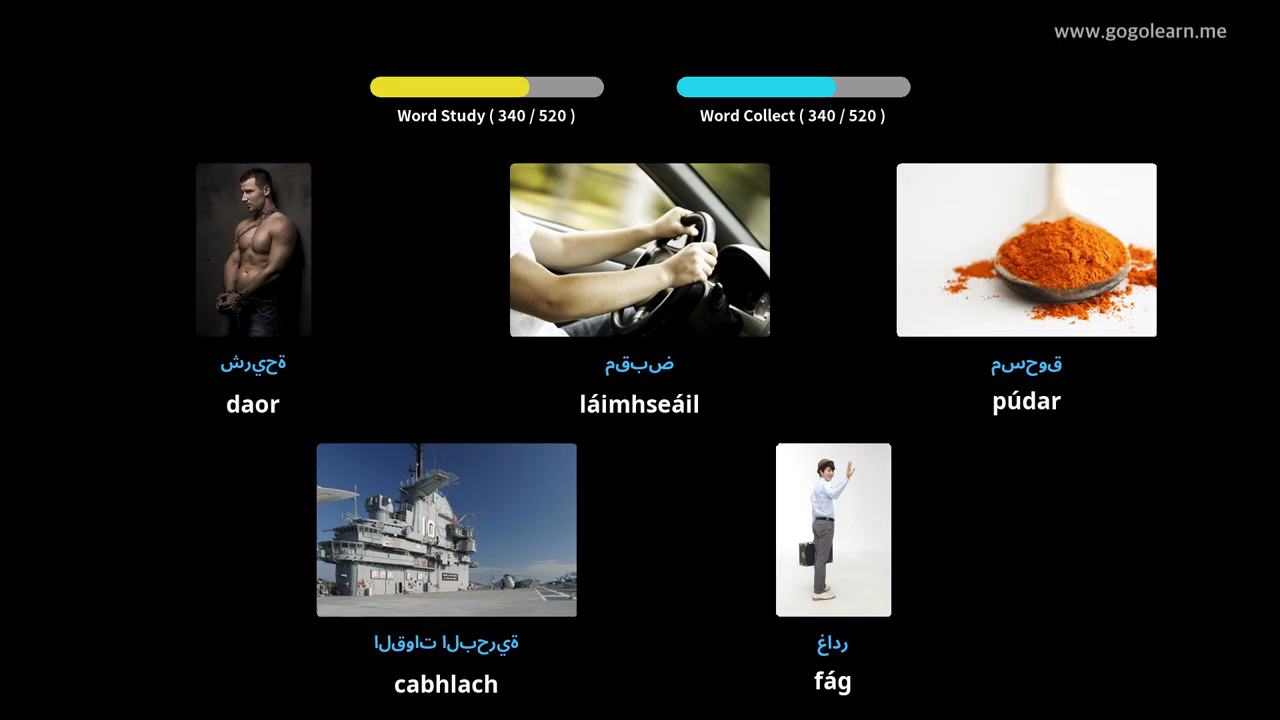 www.gogolearn.me
Word Study ( 340 / 520 )
Word Collect ( 340 / 520 )
شريحة
مقبض
مسحوق
daor
láimhseáil
púdar
10
القوات البحرية
غادر
cabhlach
fág